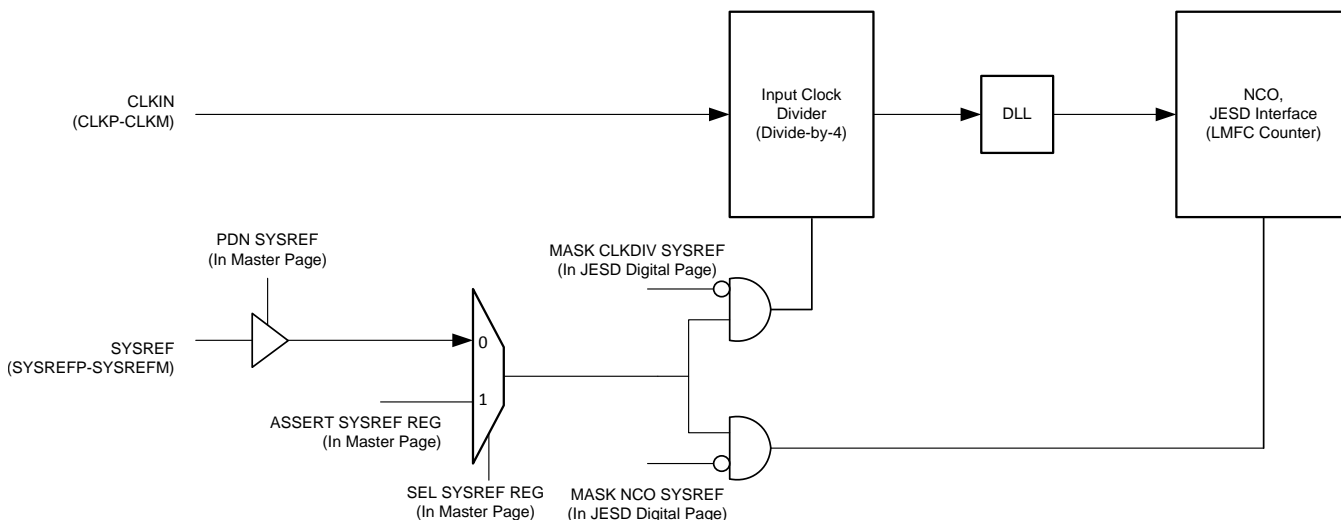 CLKIN
(CLKP-CLKM)
Input Clock
Divider
(Divide-by-4)
DLL
NCO,
JESD Interface
(LMFC Counter)
PDN SYSREF
(In Master Page)
MASK CLKDIV SYSREF
(In JESD Digital Page)
SYSREF
(SYSREFP-SYSREFM)
0
1
ASSERT SYSREF REG
(In Master Page)
SEL SYSREF REG
(In Master Page)
MASK NCO SYSREF
(In JESD Digital Page)